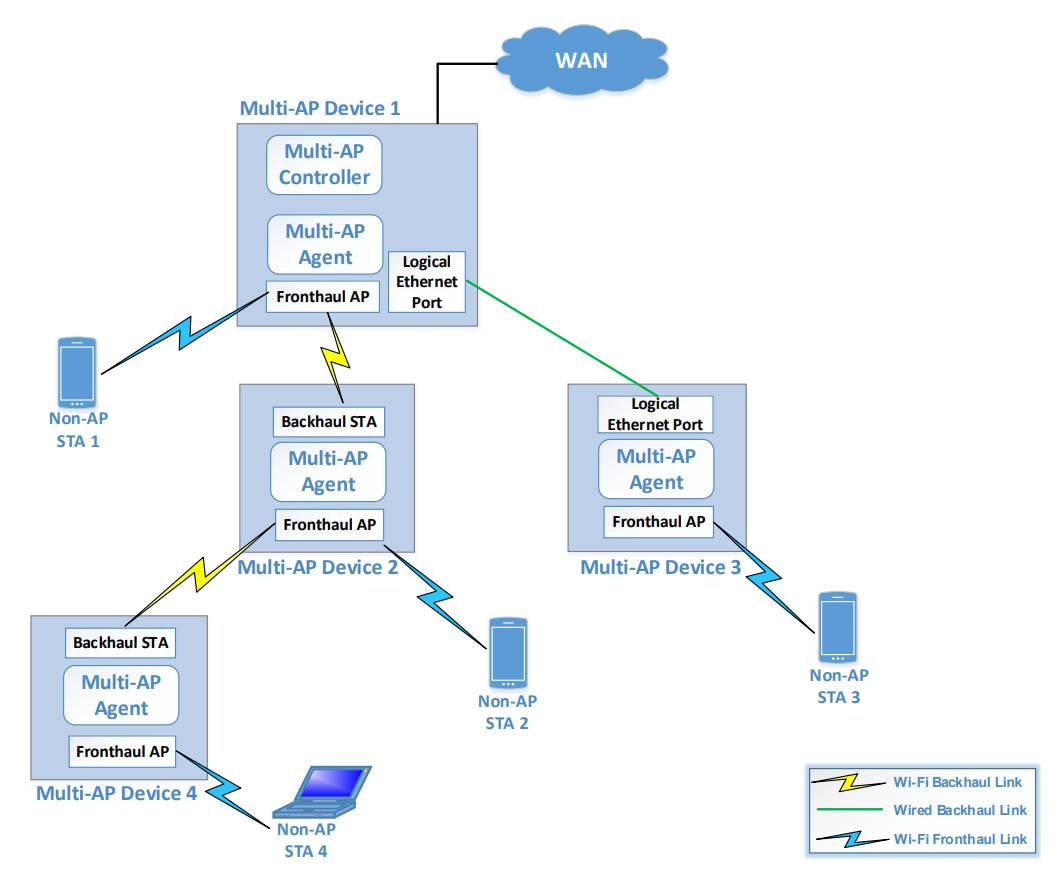 WAN
Multi-AP Device 1
Multi-AP
Controller
Multi-AP
Agent
Logical
Ethernet
Port
Fronthaul AP
Non-AP
STA 1
Backhaul STA
Multi-AP
Agent
Fronthaul AP
Multi-AP Device 2
Logical
Ethernet Port
Multi-AP
Agent
Fronthaul AP
Multi-AP Device 3
Backhaul STA
Multi-AP
Agent
Fronthaul AP
Multi-AP Device 4
Non-AP
STA 2
Non-AP
STA 3
Non-AP
STA 4
Wi-Fi Backhaul Link
Wired Backhaul Link
Wi-Fi Fronthaul Link